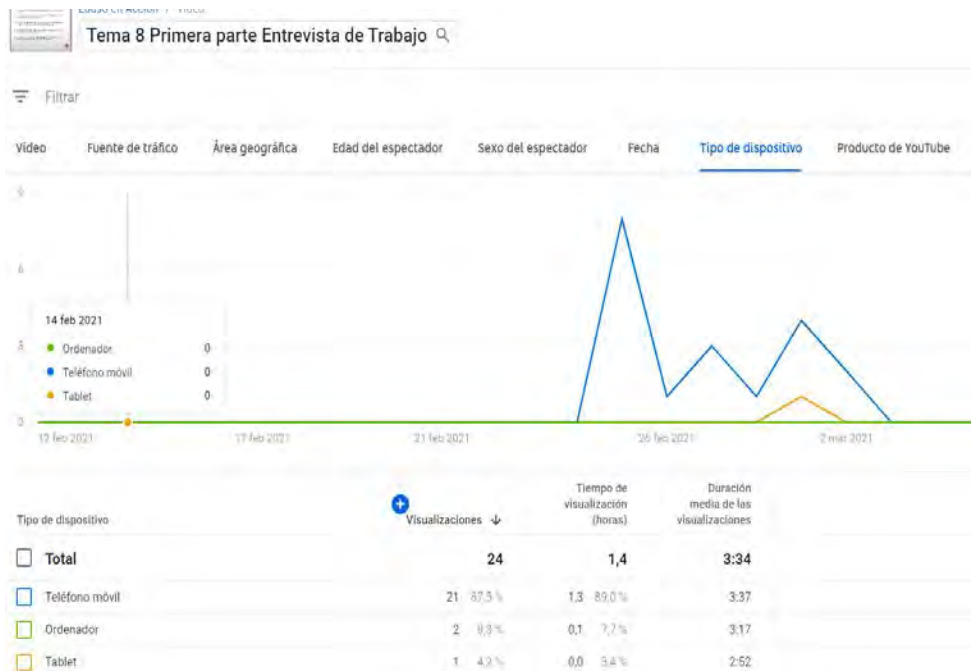 Tema 8 Primera parte Entrevista de Trabajo
Filtrar
Vídeo Fuente de tráfico Área geográfica Edad del espectador Sexo del espectador Fecha Tipo de dispositivo Producto de YouTube
9
6
14 feb 2021
3
Ordenador 0
Teléfono móvil 0
Tablet 0
0
12 feb 2021 17 feb 2021 21 feb 2021 26 feb 2021 2 mar 2021
Tipo de dispositivo Visualizaciones Tiempo de visualización (horas) Duración media de las visualizaciones
Total 24 1,4 3:34
Teléfono móvil 21 87,5 % 1,3 89,0 % 3:37
Ordenador 2 8,3 % 0,1 7,7 % 3:17
Tablet 1 4,2 % 0,0 3,4 % 2:52